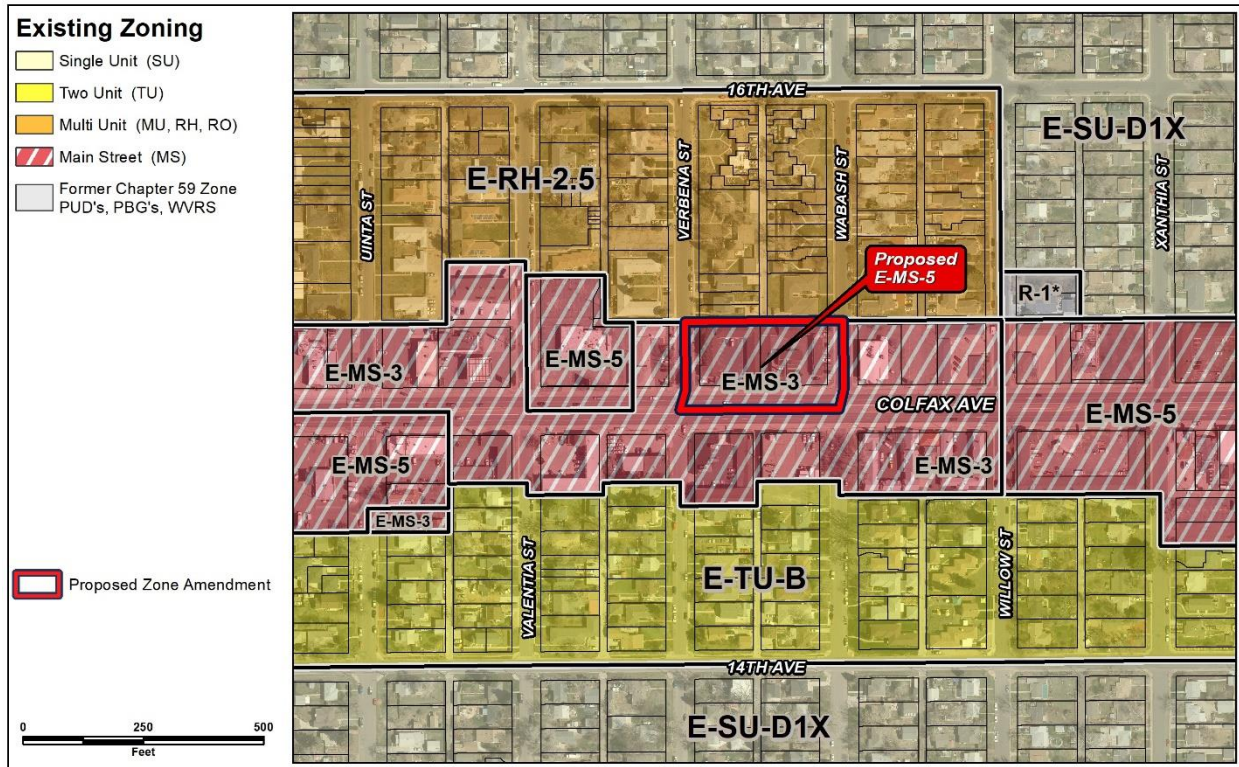 Existing Zoning
Single Unit (SU)
Two Unit (TU)
Multi Unit (MU, RH, RO)
Main Street (MS)
Former Chapter 59 Zone
PUD's, PBG's, WVRS
Proposed Zone Amendment
0 250 500
Feet
16TH AVE
E-SU-D1X
E-RH-2.5
UINTA ST
VERBENA ST
WABASH ST
XANTHIA ST
Proposed
E-MS-5
R-1*
E-MS-3
E-MS-5
E-MS-3
COLFAX AVE
E-MS-5
E-MS-5
E-MS-3
E-MS-3
VALENTIA ST
E-TU-B
WILLOW ST
14TH AVE
E-SU-D1X